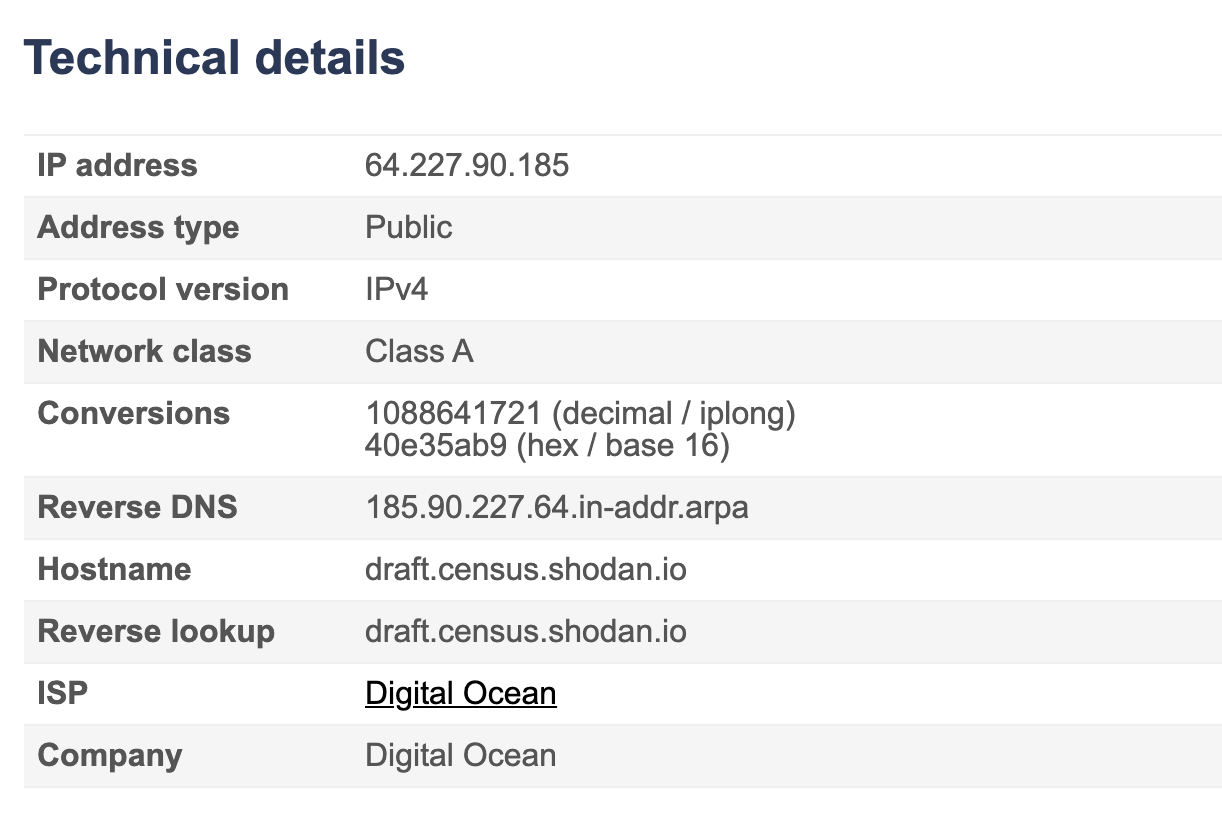 Technical details
IP address 64.227.90.185
Address type Public
Protocol version IPv4
Network class Class A
Conversions 1088641721 (decimal / iplong)
40e35ab9 (hex / base 16)
Reverse DNS 185.90.227.64.in-addr.arpa
Hostname draft.census.shodan.io
Reverse lookup draft.census.shodan.io
ISP Digital Ocean
Company Digital Ocean